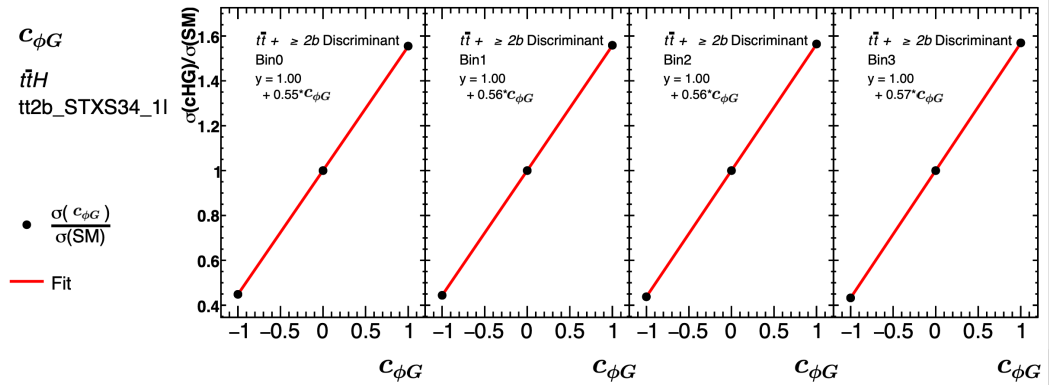 c_ϕG
tt̄H
tt2b_STXS34_1l
σ( c_ϕG )
σ(SM)
Fit
σ(cHG)/σ(SM)
1.6
1.4
1.2
1
0.8
0.6
0.4
tt̄ + ≥ 2b Discriminant
Bin0
y = 1.00
+ 0.55*c_ϕG
−1 −0.5 0 0.5 1
c_ϕG
tt̄ + ≥ 2b Discriminant
Bin1
y = 1.00
+ 0.56*c_ϕG
−1 −0.5 0 0.5 1
c_ϕG
tt̄ + ≥ 2b Discriminant
Bin2
y = 1.00
+ 0.56*c_ϕG
−1 −0.5 0 0.5 1
c_ϕG
tt̄ + ≥ 2b Discriminant
Bin3
y = 1.00
+ 0.57*c_ϕG
−1 −0.5 0 0.5 1
c_ϕG